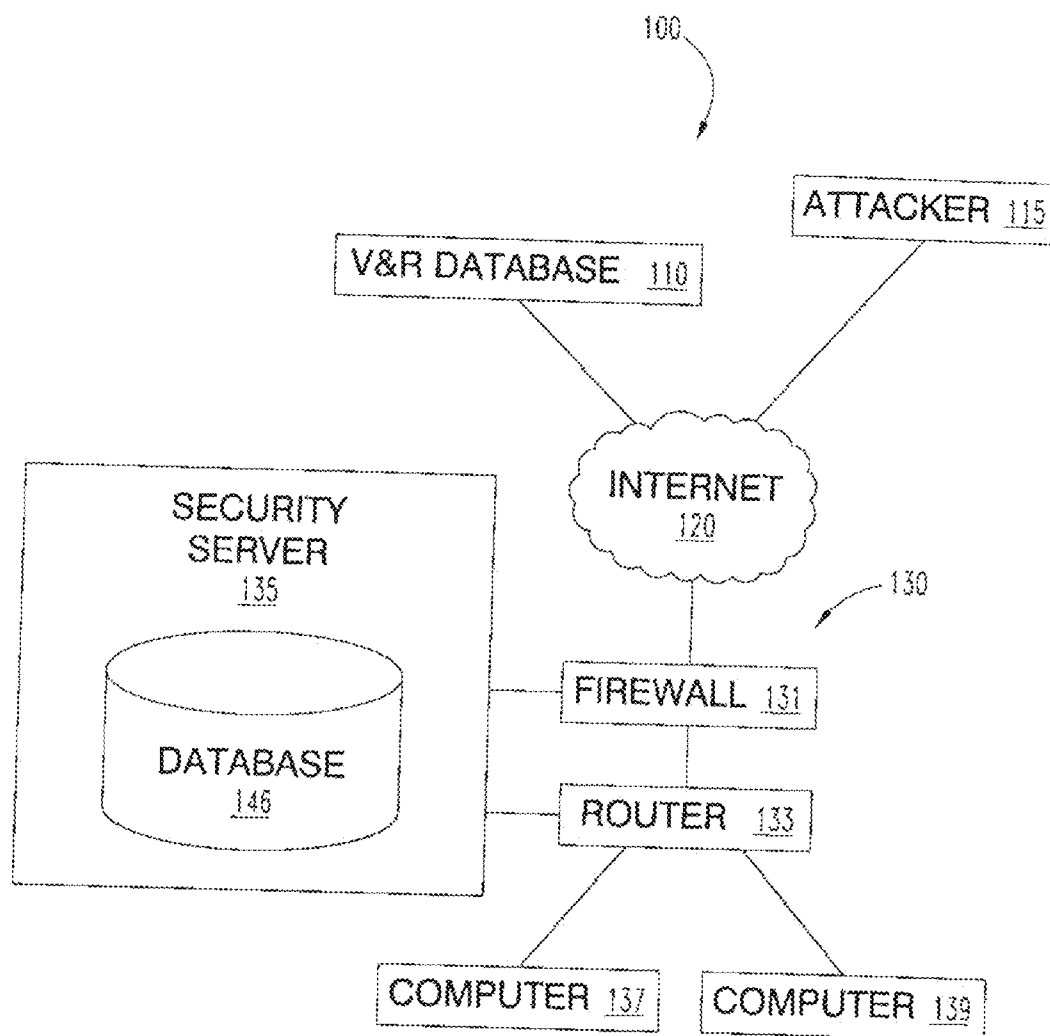 100
ATTACKER 115
V&R DATABASE 110
INTERNET
120
SECURITY
SERVER
135
130
FIREWALL 131
DATABASE
146
ROUTER 133
COMPUTER 137
COMPUTER 139